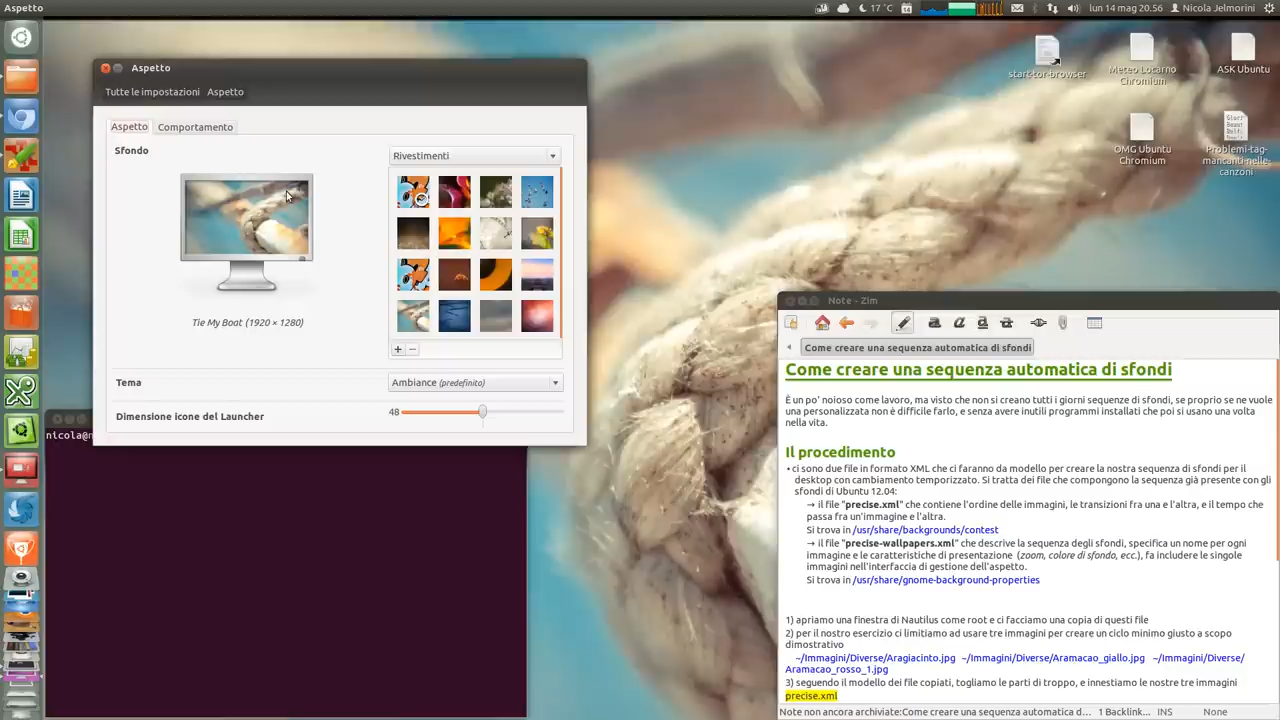 Aspetto
17 °C
lun 14 mag 20.56
Nicola Jelmorini
Aspetto
Tutte le impostazioni Aspetto
Aspetto
Comportamento
Sfondo
Rivestimenti
Tie My Boat (1920 × 1280)
Tema
Ambiance (predefinito)
Dimensione icone del Launcher
48
nicola@n
start-tor-browser
Meteo Locarno
Chromium
ASK Ubuntu
OMG Ubuntu
Chromium
Problemi-tag-
mancanti-nelle-
canzoni
Note - Zim
Come creare una sequenza automatica di sfondi
Come creare una sequenza automatica di sfondi
È un po' noioso come lavoro, ma visto che non si creano tutti i giorni sequenze di sfondi, se proprio se ne vuole
una personalizzata non è difficile farlo, e senza avere inutili programmi installati che poi si usano una volta
nella vita.
Il procedimento
• ci sono due file in formato XML che ci faranno da modello per creare la nostra sequenza di sfondi per il
desktop con cambiamento temporizzato. Si tratta dei file che compongono la sequenza già presente con gli
sfondi di Ubuntu 12.04:
→ il file "precise.xml" che contiene l'ordine delle immagini, le transizioni fra una e l'altra, e il tempo che
passa fra un'immagine e l'altra.
Si trova in /usr/share/backgrounds/contest
→ il file "precise-wallpapers.xml" che descrive la sequenza degli sfondi, specifica un nome per ogni
immagine e le caratteristiche di presentazione (zoom, colore di sfondo, ecc.), fa includere le singole
immagini nell'interfaccia di gestione dell'aspetto.
Si trova in /usr/share/gnome-background-properties
1) apriamo una finestra di Nautilus come root e ci facciamo una copia di questi file
2) per il nostro esercizio ci limitiamo ad usare tre immagini per creare un ciclo minimo giusto a scopo
dimostrativo
~/Immagini/Diverse/Aragiacinto.jpg ~/Immagini/Diverse/Aramacao_giallo.jpg ~/Immagini/Diverse/
Aramacao_rosso_1.jpg
3) seguendo il modello dei file copiati, togliamo le parti di troppo, e innestiamo le nostre tre immagini
precise.xml
Note non ancora archiviate:Come creare una sequenza automatica d...
1 Backlink...
INS
None